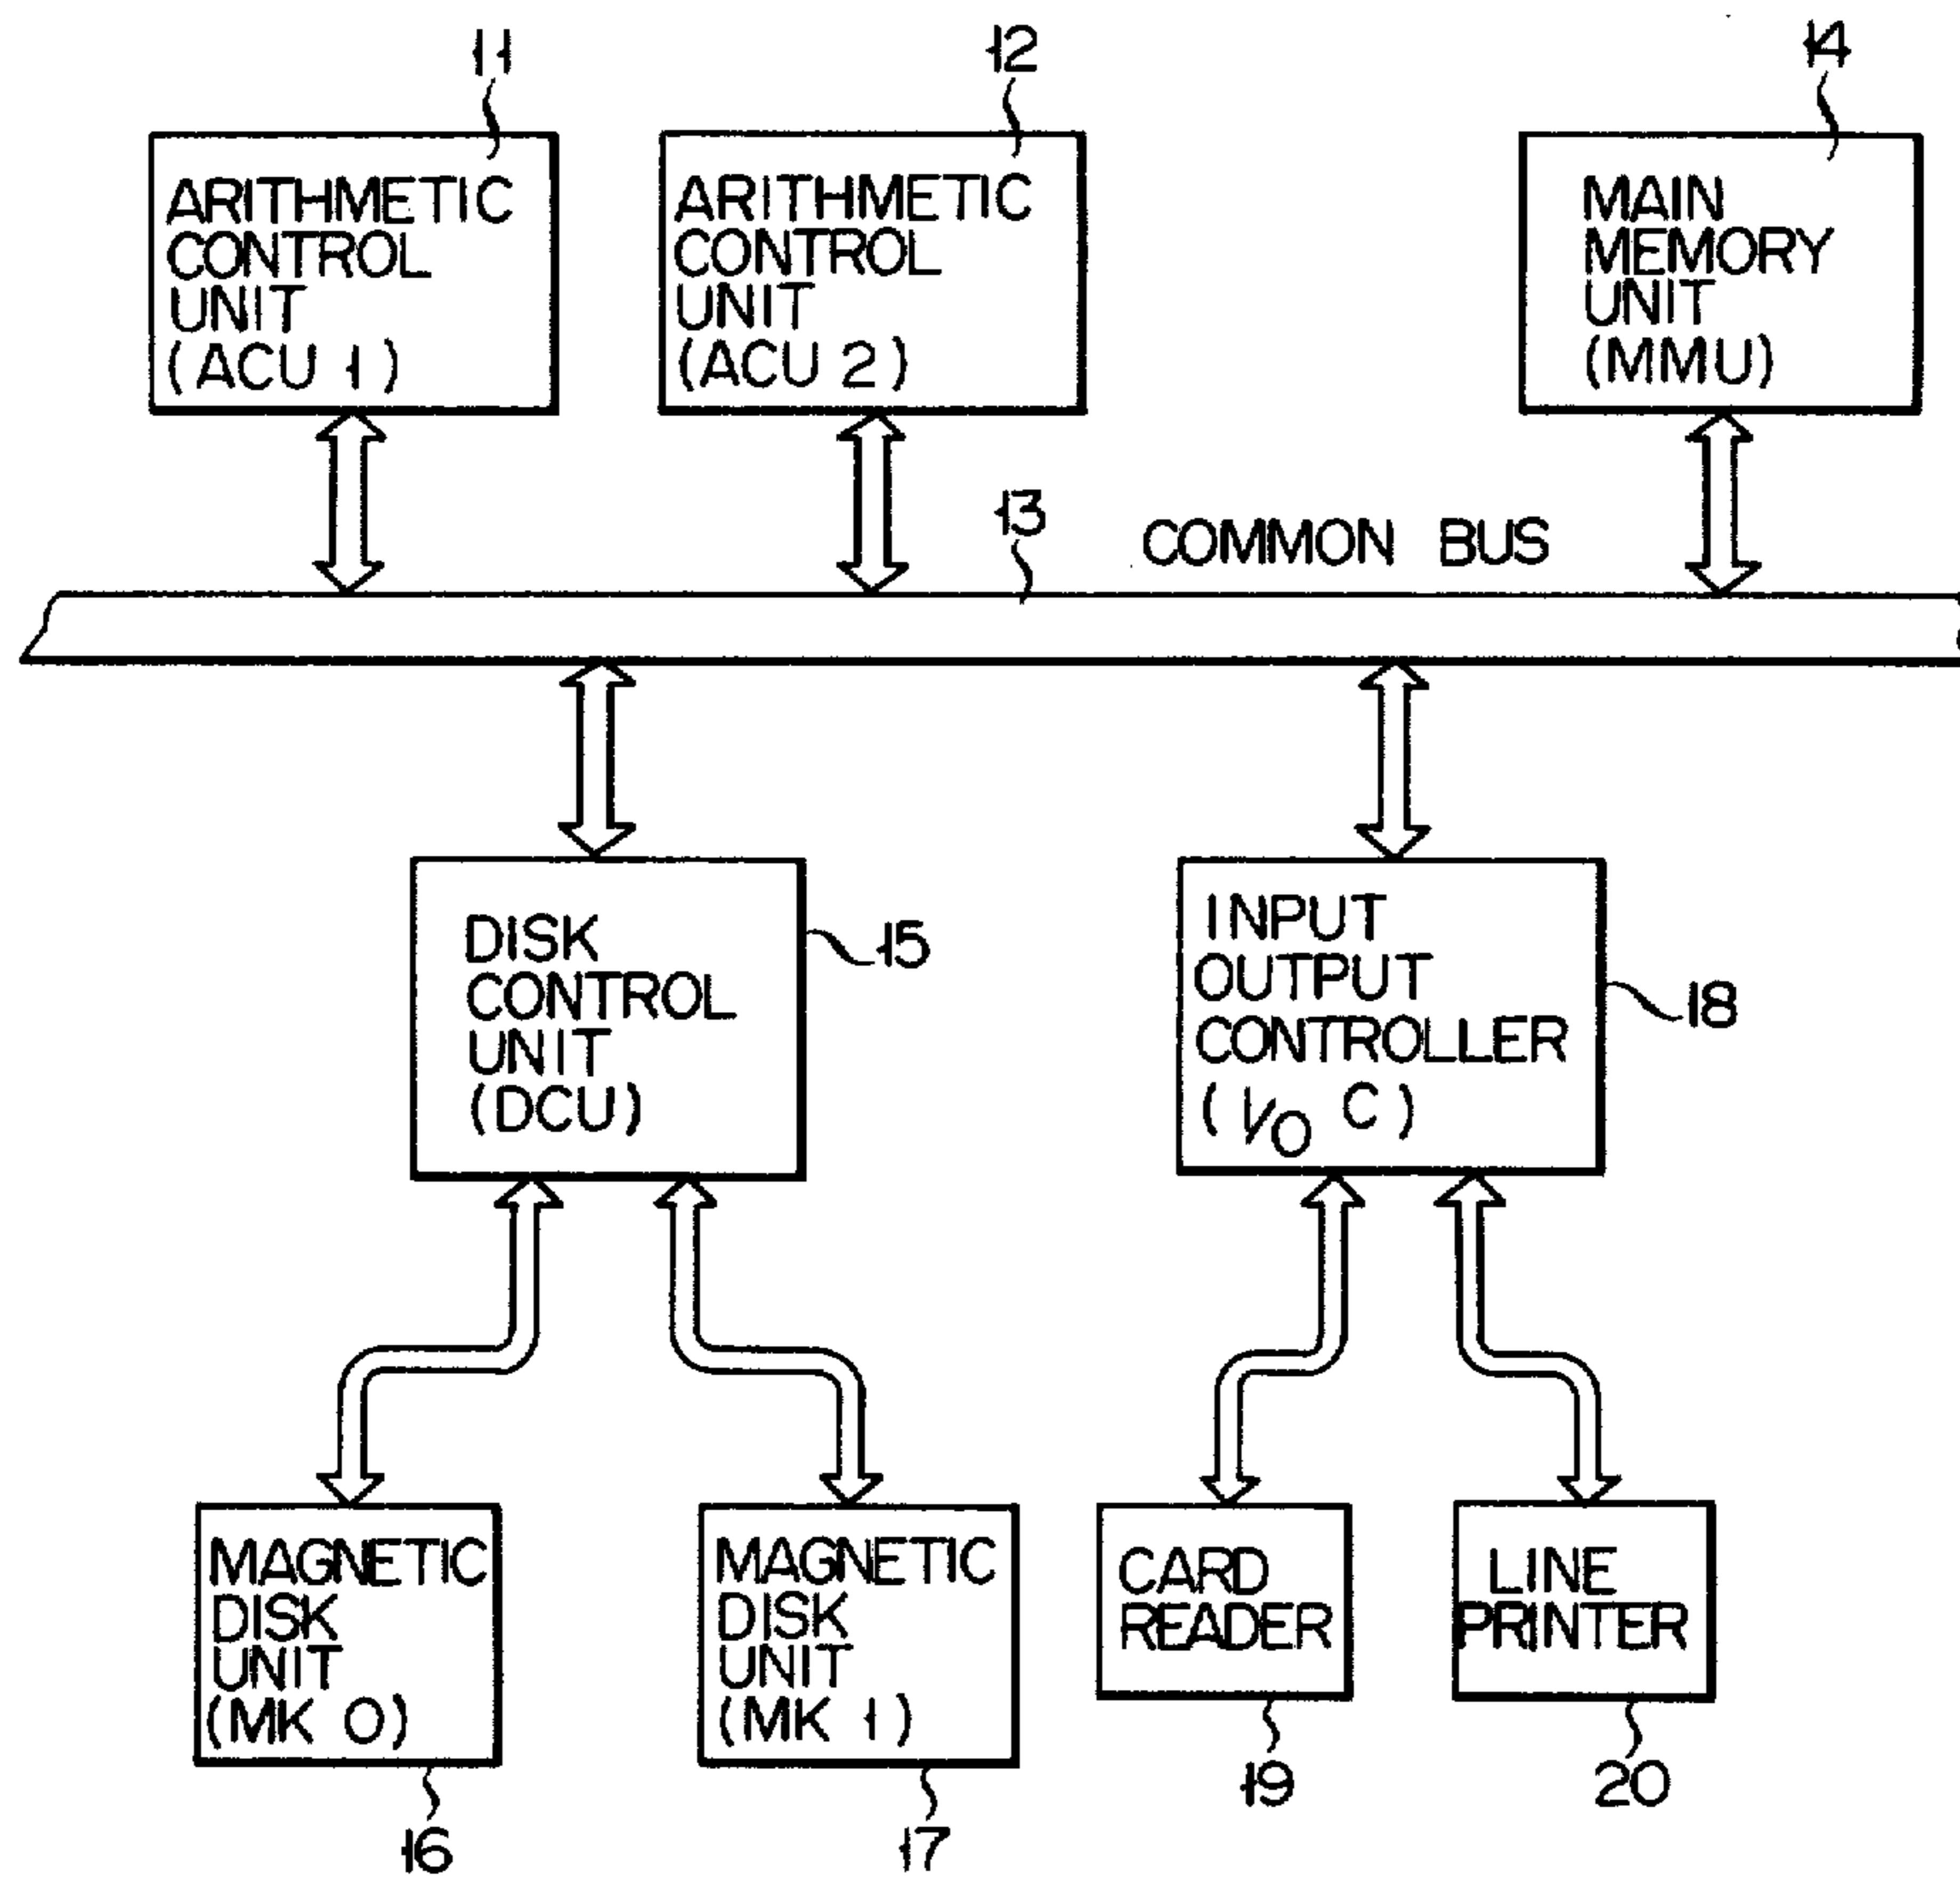 11
12
14
ARITHMETIC
CONTROL
UNIT
(ACU 1)
ARITHMETIC
CONTROL
UNIT
(ACU 2)
MAIN
MEMORY
UNIT
(MMU)
13
COMMON BUS
DISK
CONTROL
UNIT
(DCU)
15
INPUT
OUTPUT
CONTROLLER
(I/O C)
18
MAGNETIC
DISK
UNIT
(MK 0)
MAGNETIC
DISK
UNIT
(MK 1)
CARD
READER
LINE
PRINTER
16
17
19
20